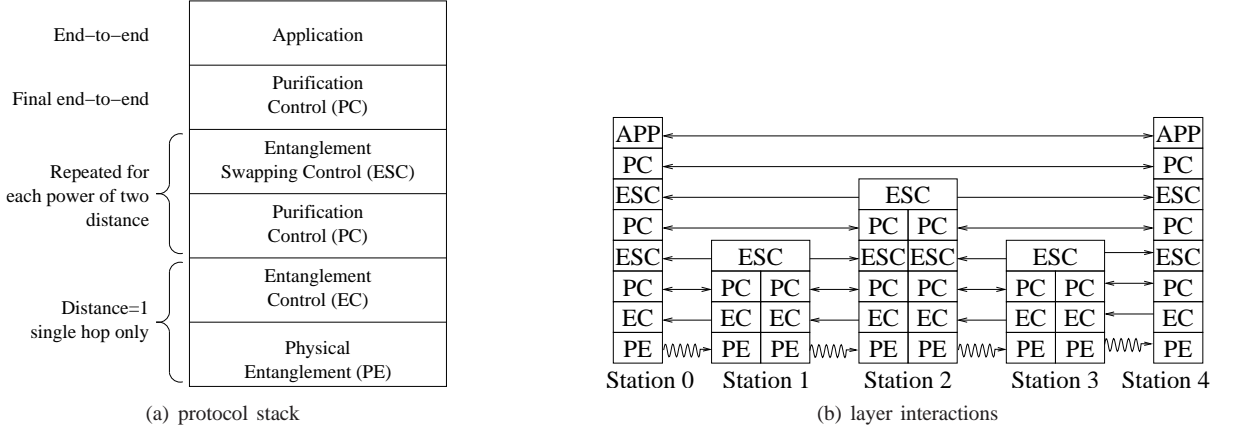 End−to−end
Application
Final end−to−end
Purification
Control (PC)
Repeated for
each power of two
distance
Entanglement
Swapping Control (ESC)
Purification
Control (PC)
Distance=1
single hop only
Entanglement
Control (EC)
Physical
Entanglement (PE)
(a) protocol stack
APP APP
PC PC
ESC ESC ESC
PC PC PC PC
ESC ESC ESC ESC ESC ESC
PC PC PC PC PC PC PC PC
EC EC EC EC EC EC EC EC
PE PE PE PE PE PE PE PE
Station 0 Station 1 Station 2 Station 3 Station 4
(b) layer interactions